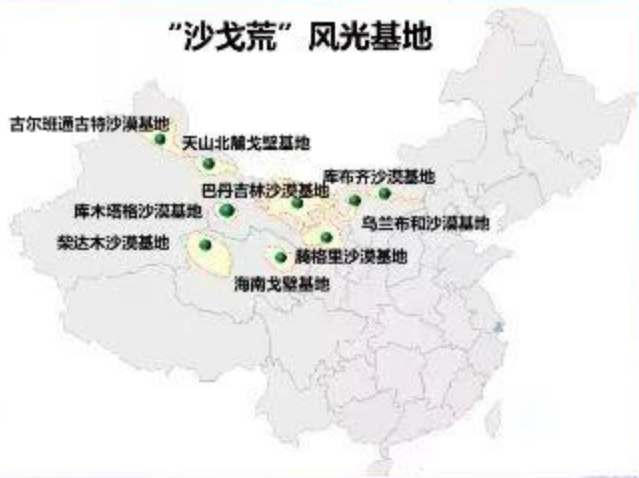 “沙戈荒”风光基地
古尔班通古特沙漠基地
天山北麓戈壁基地
库布齐沙漠基地
巴丹吉林沙漠基地
库木塔格沙漠基地
乌兰布和沙漠基地
柴达木沙漠基地
腾格里沙漠基地
海南戈壁基地